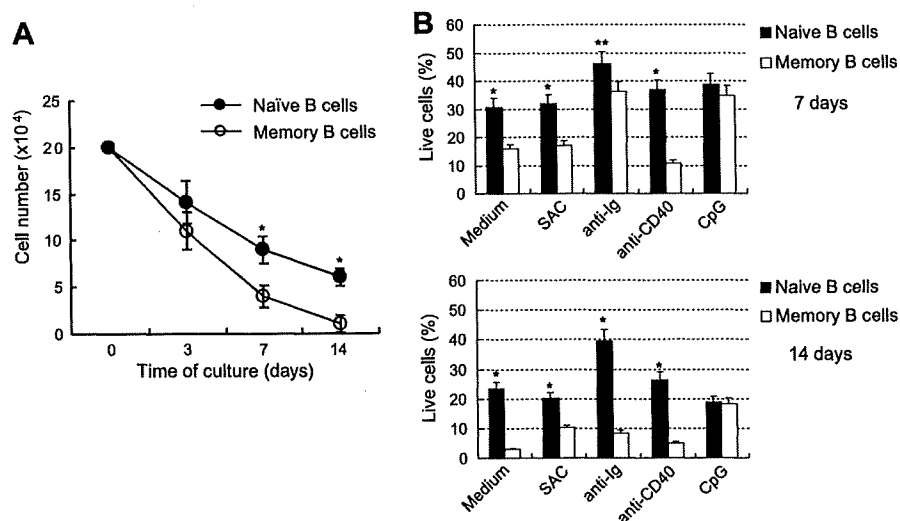 A
Cell number (x10⁴)
25
20
15
10
5
0
Naïve B cells
Memory B cells
*
*
0 3 7 14
Time of culture (days)
B
Live cells (%)
60
50
40
30
20
10
0
* * ** *
Medium SAC anti-Ig anti-CD40 CpG
Naive B cells
Memory B cells
7 days
Live cells (%)
60
50
40
30
20
10
0
* * * *
Medium SAC anti-Ig anti-CD40 CpG
Naive B cells
Memory B cells
14 days